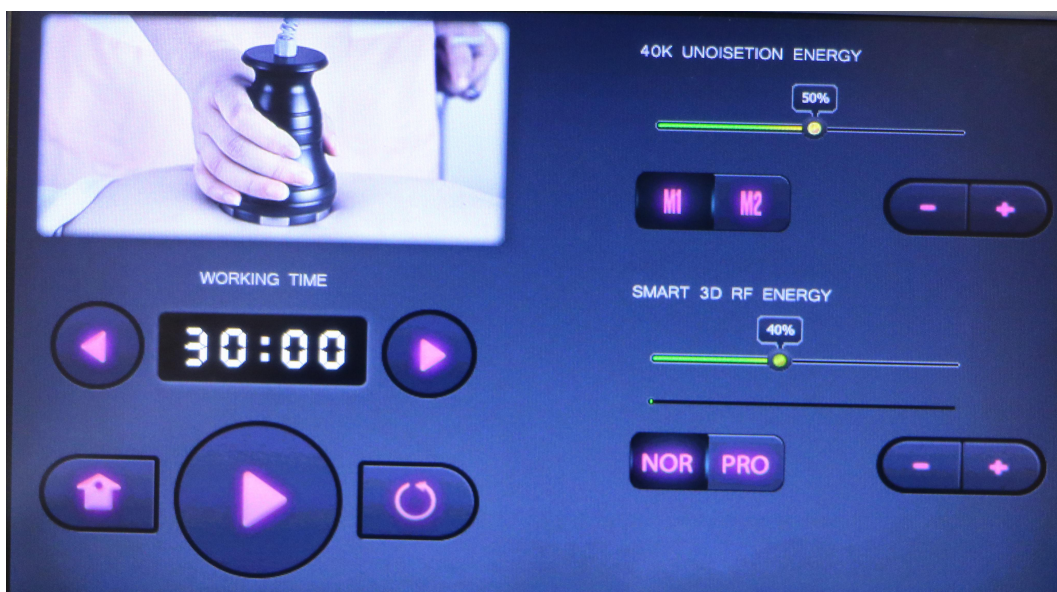 40K UNOISETION ENERGY
50%
M1 M2
- +
WORKING TIME
30:00
SMART 3D RF ENERGY
40%
NOR PRO
- +